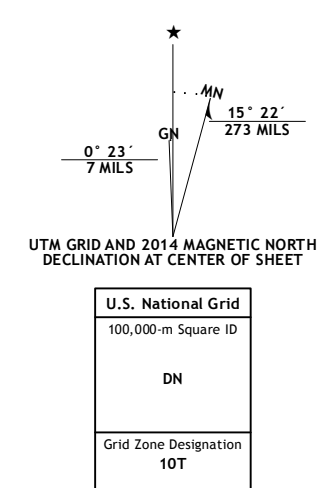 ★
MN
GN
15° 22´
273 MILS
0° 23´
7 MILS
UTM GRID AND 2014 MAGNETIC NORTH
DECLINATION AT CENTER OF SHEET
U.S. National Grid
100,000-m Square ID
DN
Grid Zone Designation
10T